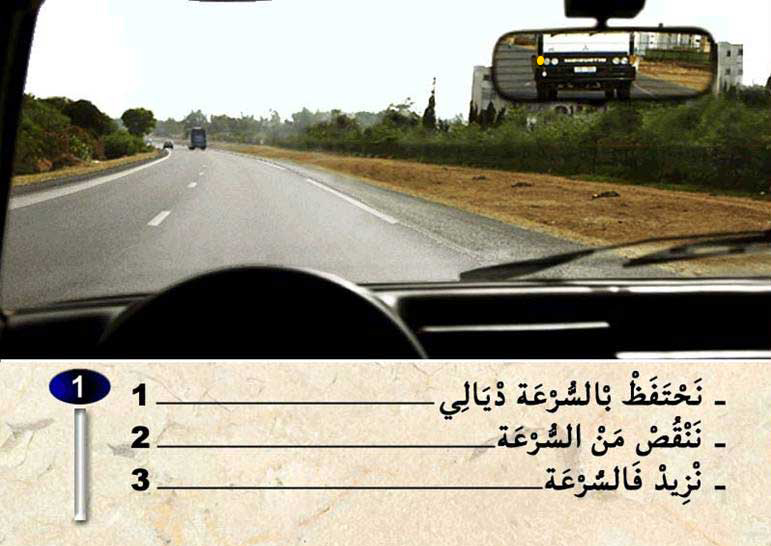 1
- نَحْتَفَظْ بْالسُّرْعَة دْيَالِي 1
- نَنْقُصْ مَنْ السُّرْعَة 2
- نْزِيدْ فَالسُّرْعَة 3